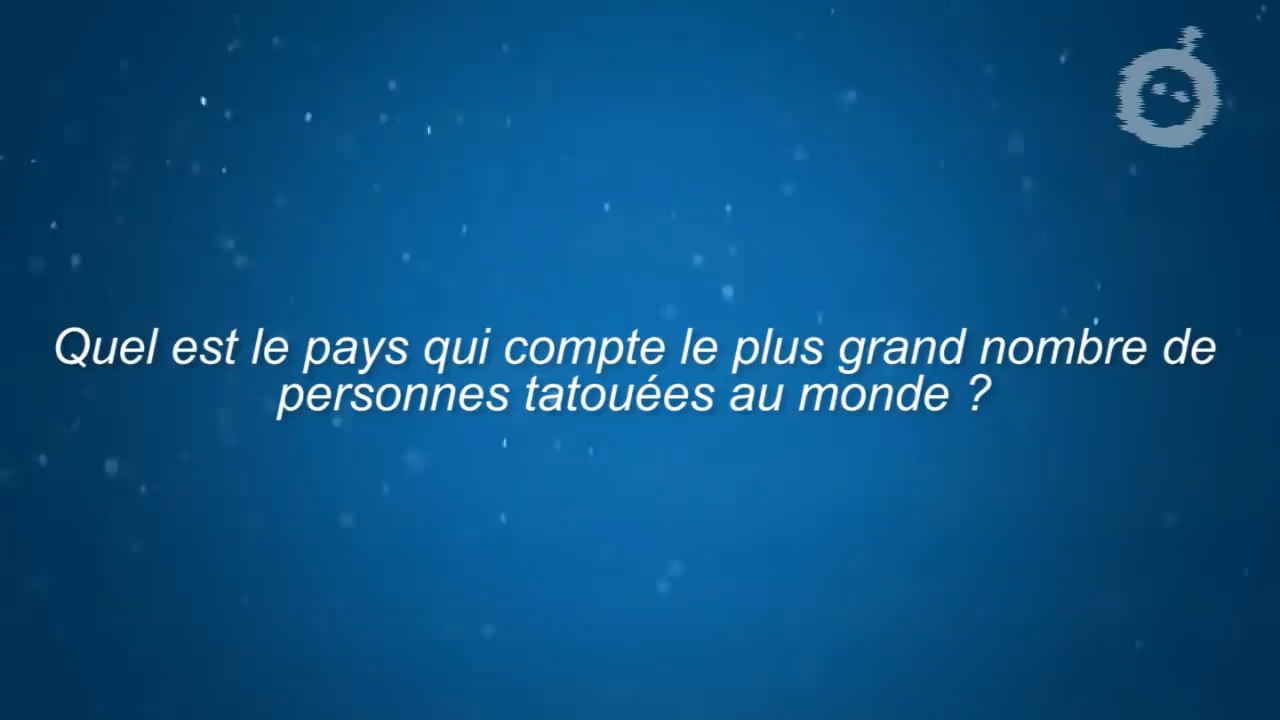 Quel est le pays qui compte le plus grand nombre de
personnes tatouées au monde ?